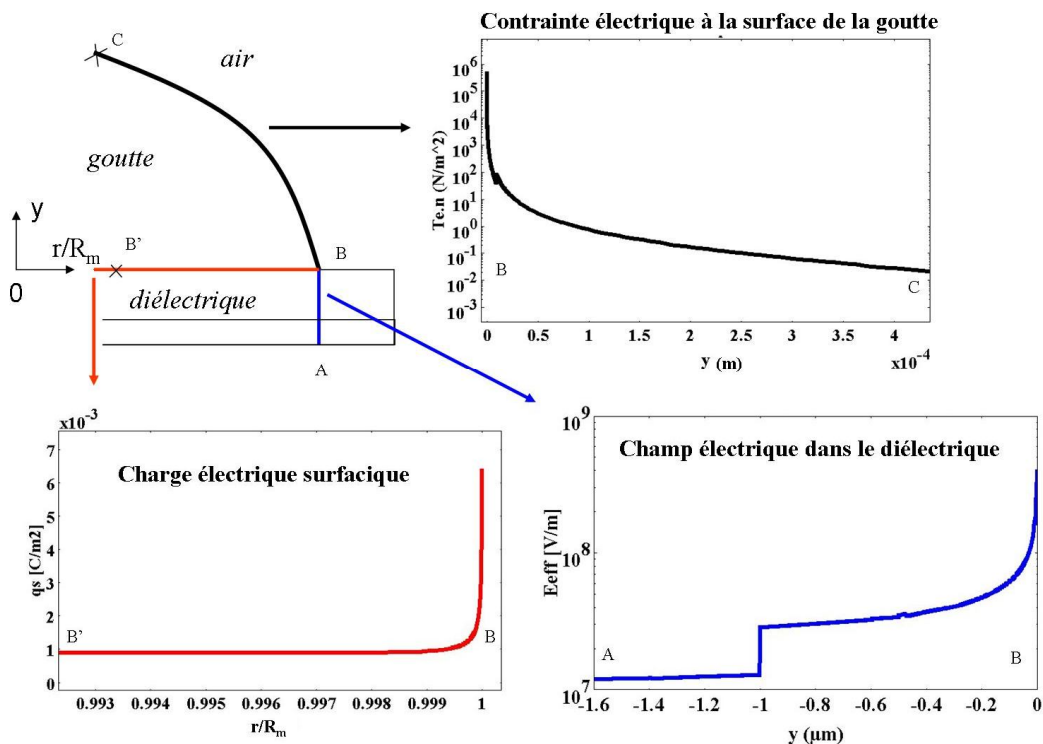 C
air
goutte
y
r/Rm
B'
B
0
diélectrique
A
Contrainte électrique à la surface de la goutte
Te.n (N/m^2)
10^6
10^5
10^4
10^3
10^2
10^1
10^0
10^-1
10^-2
10^-3
B
C
0 0.5 1 1.5 2 2.5 3 3.5 4
y (m)
x10^-4
x10^-3
Charge électrique surfacique
qs [C/m2]
7
6
5
4
3
2
1
0
B'
B
0.993 0.994 0.995 0.996 0.997 0.998 0.999 1
r/Rm
Champ électrique dans le diélectrique
Eeff [V/m]
10^9
10^8
10^7
A
B
-1.6 -1.4 -1.2 -1 -0.8 -0.6 -0.4 -0.2 0
y (µm)